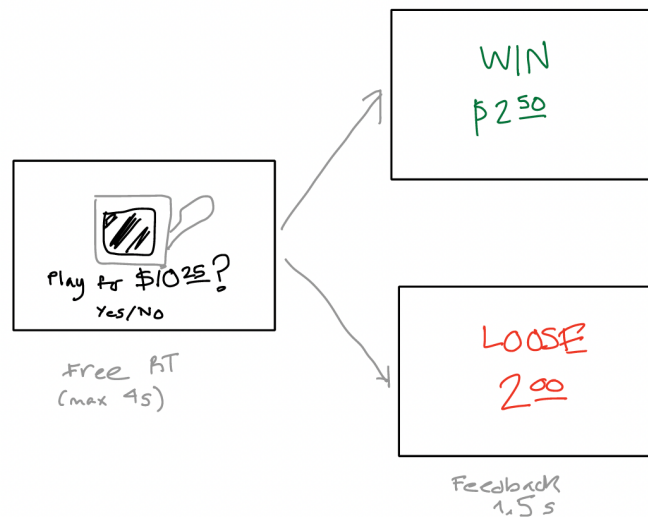 Play for $10 25?
Yes/No
Free RT
(max 4s)
WIN
$2 50
LOOSE
2 00
Feedback
1,5 s